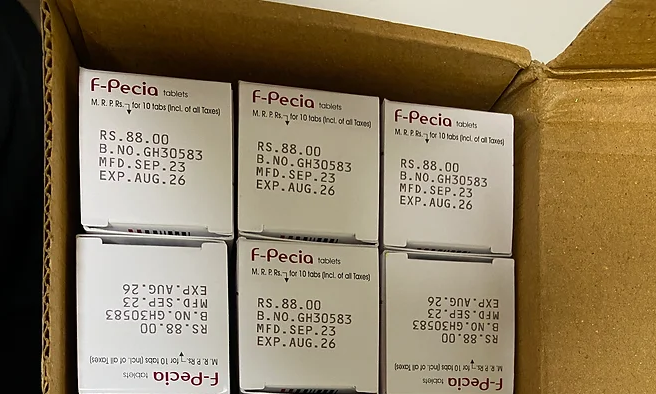 F-Pecia tablets
M. R. P. Rs. for 10 tabs (Incl. of all Taxes)
RS.88.00
B.NO.GH30583
MFD.SEP.23
EXP.AUG.26
F-Pecia tablets
M. R. P. Rs. for 10 tabs (Incl. of all Taxes)
RS.88.00
B.NO.GH30583
MFD.SEP.23
EXP.AUG.26
F-Pecia tablets
M. R. P. Rs. for 10 tabs (Incl. of all Taxes)
RS.88.00
B.NO.GH30583
MFD.SEP.23
EXP.AUG.26
F-Pecia tablets
M. R. P. Rs. for 10 tabs (Incl. of all Taxes)
RS.88.00
B.NO.GH30583
MFD.SEP.23
EXP.AUG.26
F-Pecia tablets
M. R. P. Rs. for 10 tabs (Incl. of all Taxes)
RS.88.00
B.NO.GH30583
MFD.SEP.23
EXP.AUG.26
F-Pecia tablets
M. R. P. Rs. for 10 tabs (Incl. of all Taxes)
RS.88.00
B.NO.GH30583
MFD.SEP.23
EXP.AUG.26